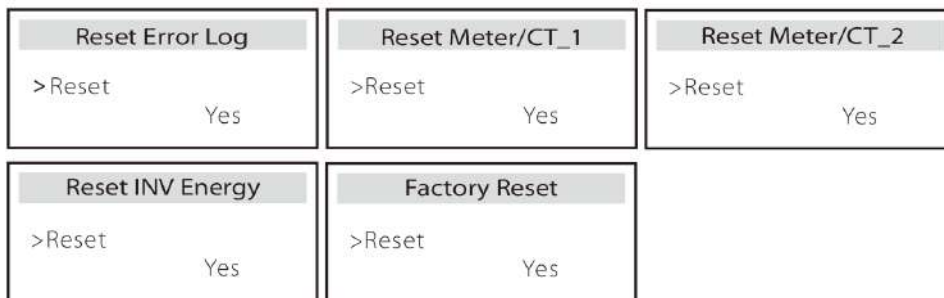 Reset Error Log
>Reset
Yes
Reset Meter/CT_1
>Reset
Yes
Reset Meter/CT_2
>Reset
Yes
Reset INV Energy
>Reset
Yes
Factory Reset
>Reset
Yes